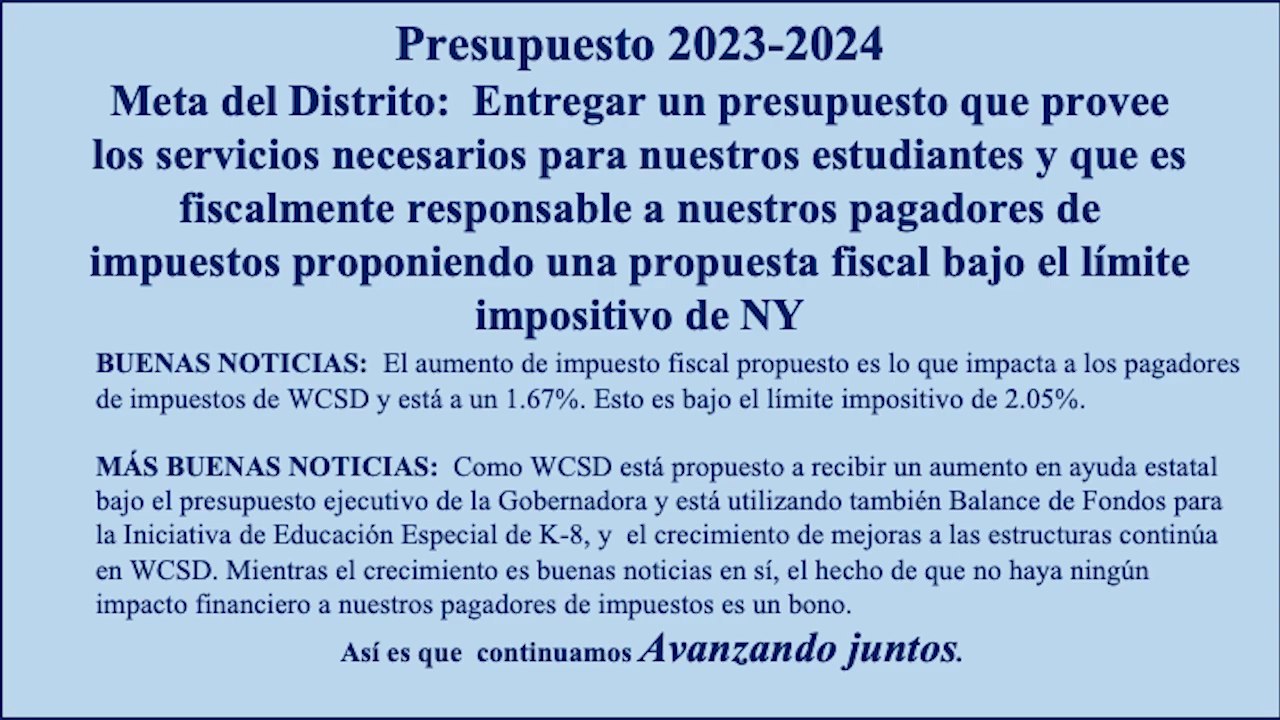 Presupuesto 2023-2024
Meta del Distrito: Entregar un presupuesto que provee
los servicios necesarios para nuestros estudiantes y que es
fiscalmente responsable a nuestros pagadores de
impuestos proponiendo una propuesta fiscal bajo el límite
impositivo de NY
BUENAS NOTICIAS: El aumento de impuesto fiscal propuesto es lo que impacta a los pagadores
de impuestos de WCSD y está a un 1.67%. Esto es bajo el límite impositivo de 2.05%.
MÁS BUENAS NOTICIAS: Como WCSD está propuesto a recibir un aumento en ayuda estatal
bajo el presupuesto ejecutivo de la Gobernadora y está utilizando también Balance de Fondos para
la Iniciativa de Educación Especial de K-8, y el crecimiento de mejoras a las estructuras continúa
en WCSD. Mientras el crecimiento es buenas noticias en sí, el hecho de que no haya ningún
impacto financiero a nuestros pagadores de impuestos es un bono.
Así es que continuamos Avanzando juntos.